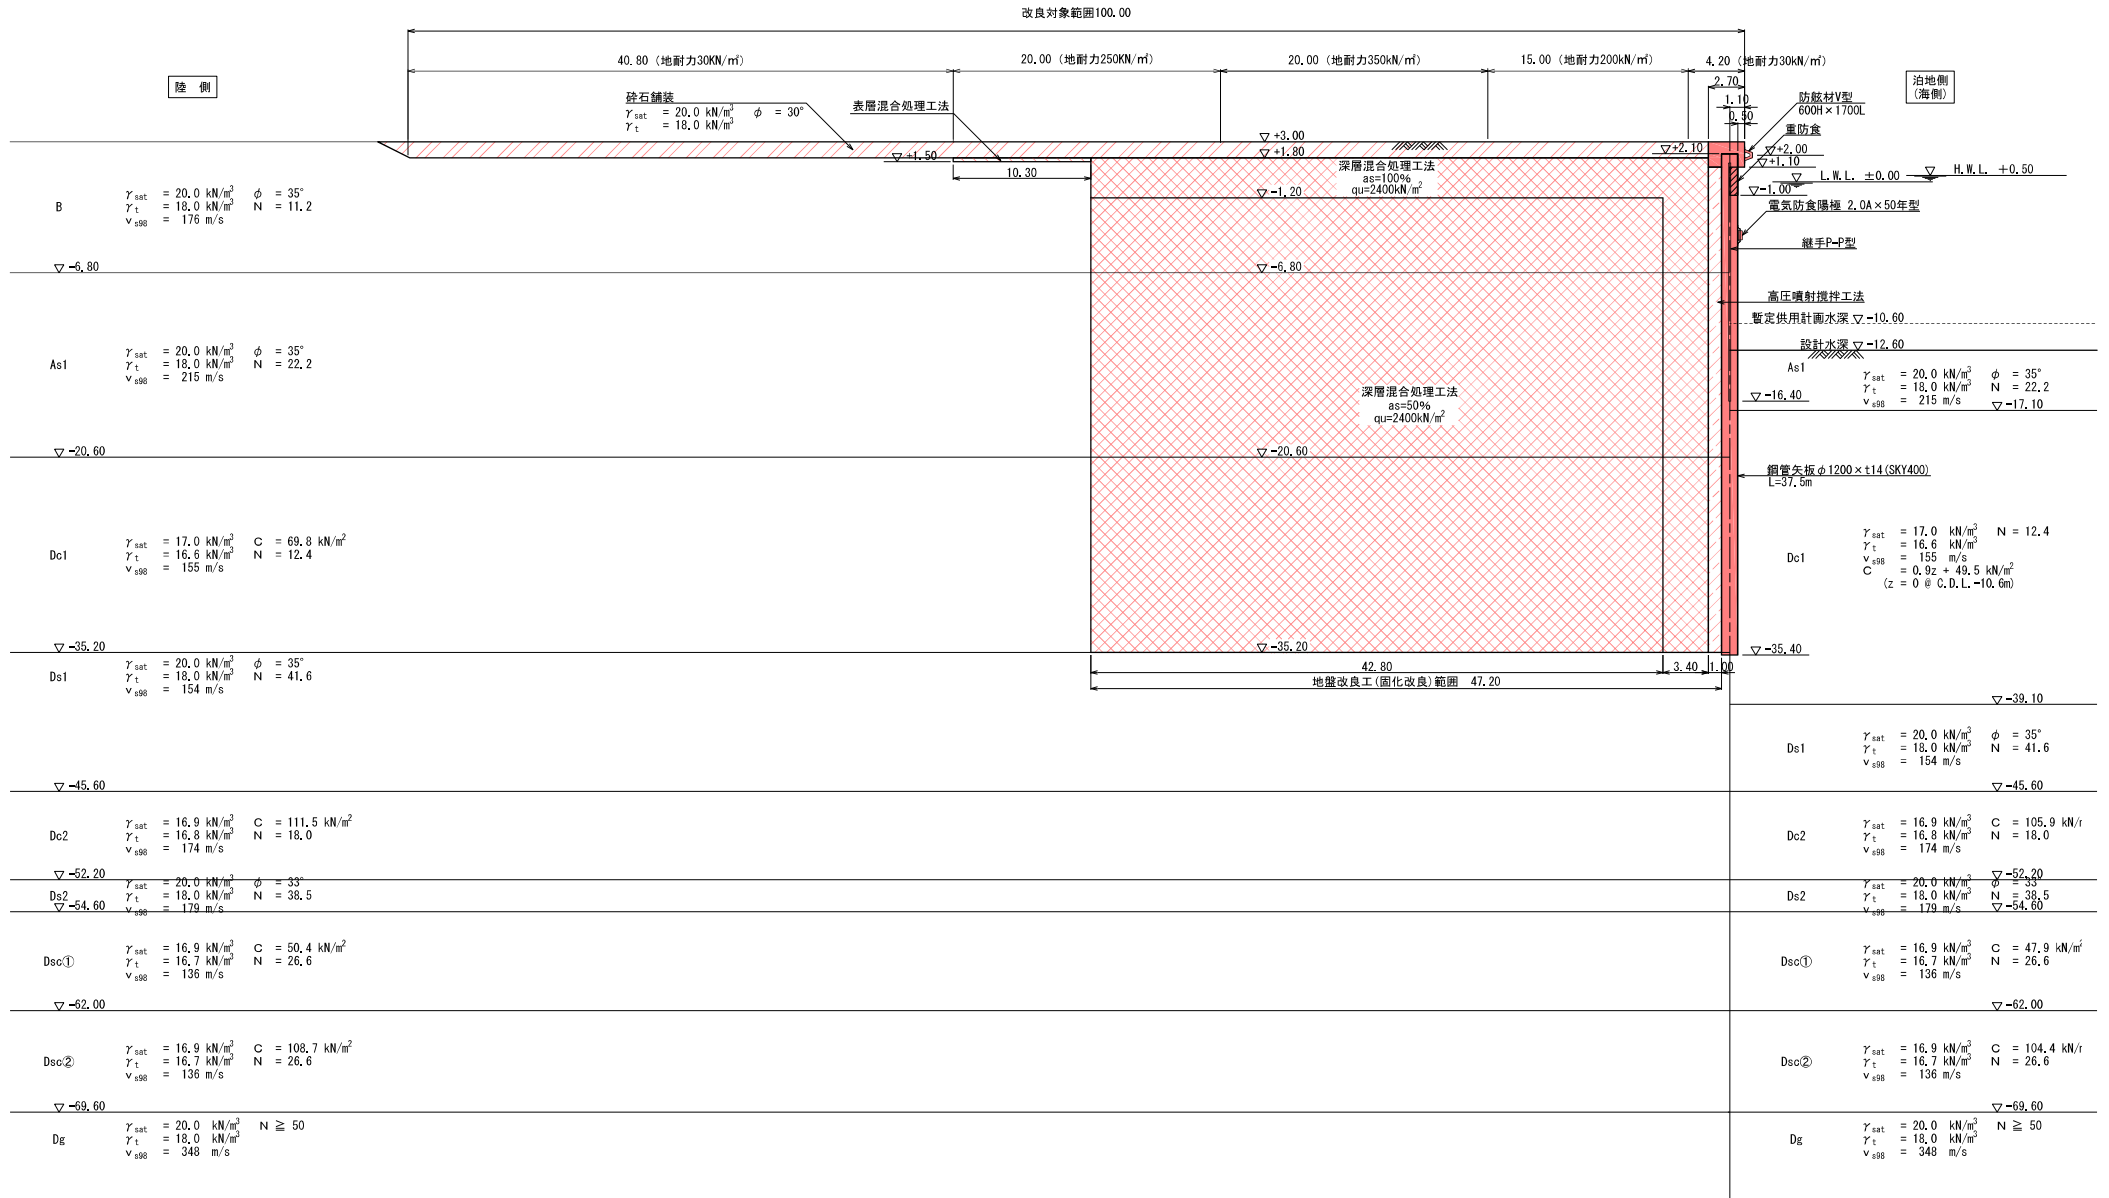 改良対象範囲100.00
40.80 (地耐力30KN/㎡)
20.00 (地耐力250KN/㎡)
20.00 (地耐力350kN/㎡)
15.00 (地耐力200kN/㎡)
4.20 (地耐力30kN/㎡)
2.70
1.10
0.50
陸 側
泊地側
(海側)
砕石舗装
γsat = 20.0 kN/m³ φ = 30°
γt = 18.0 kN/m³
表層混合処理工法
防舷材V型
600H×1700L
重防食
▽+3.00
▽+1.80
▽+1.50
▽+2.10
▽+2.00
▽+1.10
10.30
深層混合処理工法
as=100%
qu=2400kN/m²
▽-1.20
▽ L.W.L. ±0.00
▽ H.W.L. +0.50
▽-1.00
電気防食陽極 2.0A×50年型
継手P-P型
B
γsat = 20.0 kN/m³ φ = 35°
γt = 18.0 kN/m³ N = 11.2
vs98 = 176 m/s
▽-6.80
▽-6.80
高圧噴射撹拌工法
暫定供用計画水深 ▽-10.60
設計水深 ▽-12.60
As1
γsat = 20.0 kN/m³ φ = 35°
γt = 18.0 kN/m³ N = 22.2
vs98 = 215 m/s
As1
γsat = 20.0 kN/m³ φ = 35°
γt = 18.0 kN/m³ N = 22.2
vs98 = 215 m/s
▽-16.40
▽-17.10
深層混合処理工法
as=50%
qu=2400kN/m²
▽-20.60
▽-20.60
鋼管矢板φ1200×t14(SKY400)
L=37.5m
Dc1
γsat = 17.0 kN/m³ C = 69.8 kN/m²
γt = 16.6 kN/m³ N = 12.4
vs98 = 155 m/s
Dc1
γsat = 17.0 kN/m³ N = 12.4
γt = 16.6 kN/m³
vs98 = 155 m/s
C = 0.9z + 49.5 kN/m²
(z = 0 @ C.D.L.-10.6m)
▽-35.20
▽-35.20
▽-35.40
42.80
3.40
1.00
地盤改良工(固化改良)範囲 47.20
Ds1
γsat = 20.0 kN/m³ φ = 35°
γt = 18.0 kN/m³ N = 41.6
vs98 = 154 m/s
▽-39.10
Ds1
γsat = 20.0 kN/m³ φ = 35°
γt = 18.0 kN/m³ N = 41.6
vs98 = 154 m/s
▽-45.60
▽-45.60
Dc2
γsat = 16.9 kN/m³ C = 111.5 kN/m²
γt = 16.8 kN/m³ N = 18.0
vs98 = 174 m/s
Dc2
γsat = 16.9 kN/m³ C = 105.9 kN/
γt = 16.8 kN/m³ N = 18.0
vs98 = 174 m/s
▽-52.20
▽-52.20
Ds2
γsat = 20.0 kN/m³ φ = 33°
γt = 18.0 kN/m³ N = 38.5
vs98 = 179 m/s
Ds2
γsat = 20.0 kN/m³ φ = 33°
γt = 18.0 kN/m³ N = 38.5
vs98 = 179 m/s
▽-54.60
▽-54.60
Dsc①
γsat = 16.9 kN/m³ C = 50.4 kN/m²
γt = 16.7 kN/m³ N = 26.6
vs98 = 136 m/s
Dsc①
γsat = 16.9 kN/m³ C = 47.9 kN/m²
γt = 16.7 kN/m³ N = 26.6
vs98 = 136 m/s
▽-62.00
▽-62.00
Dsc②
γsat = 16.9 kN/m³ C = 108.7 kN/m²
γt = 16.7 kN/m³ N = 26.6
vs98 = 136 m/s
Dsc②
γsat = 16.9 kN/m³ C = 104.4 kN/
γt = 16.7 kN/m³ N = 26.6
vs98 = 136 m/s
▽-69.60
▽-69.60
Dg
γsat = 20.0 kN/m³ N ≧ 50
γt = 18.0 kN/m³
vs98 = 348 m/s
Dg
γsat = 20.0 kN/m³ N ≧ 50
γt = 18.0 kN/m³
vs98 = 348 m/s